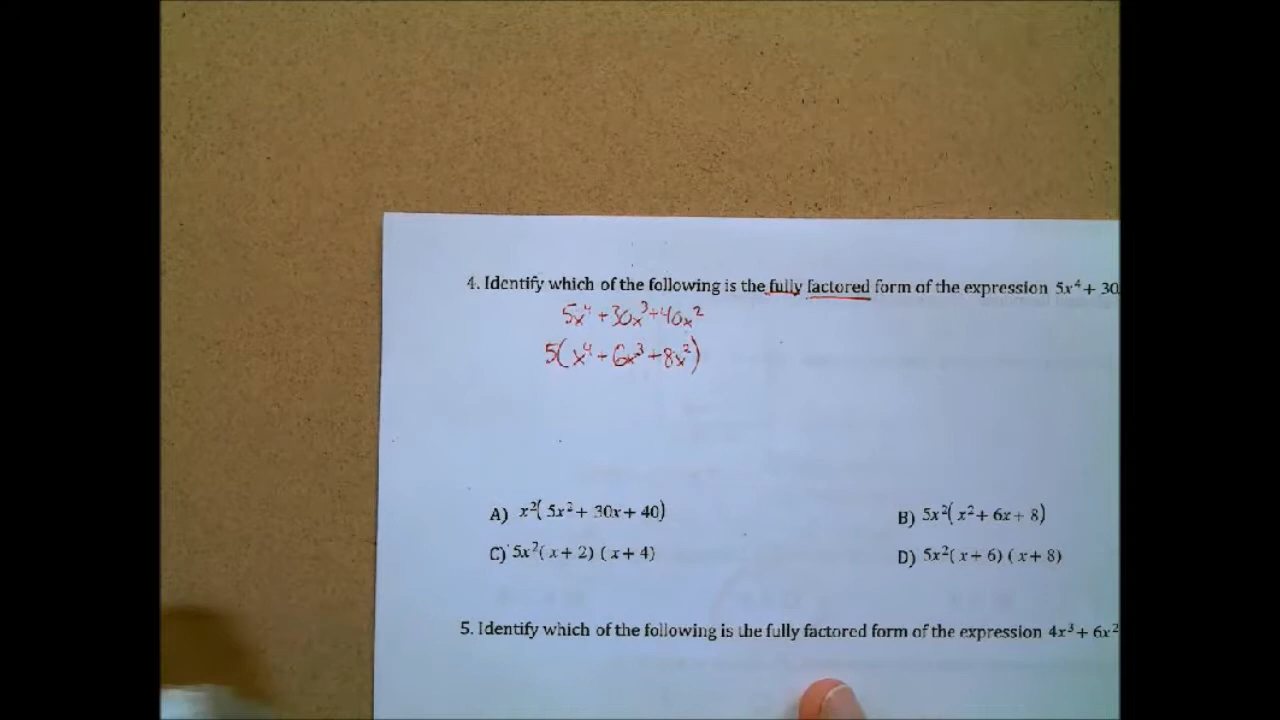 4. Identify which of the following is the fully factored form of the expression 5x⁴ + 30
5x⁴ + 30x³ + 40x²
5(x⁴ + 6x³ + 8x²)
A) x²( 5x² + 30x + 40)
B) 5x²( x² + 6x + 8)
C) 5x²( x + 2) ( x + 4)
D) 5x²( x + 6) ( x + 8)
5. Identify which of the following is the fully factored form of the expression 4x³ + 6x²